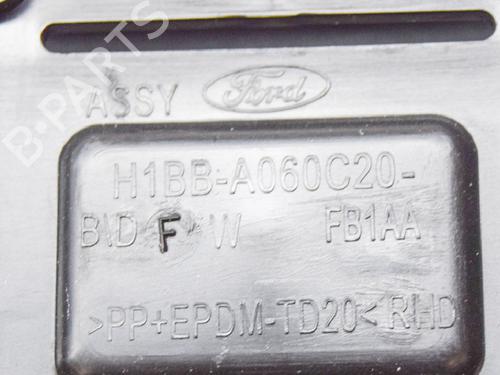 B-PARTS
ASSY Ford
H1BB-A060C20-
B\D F W FB1AA
>PP+EPDM-TD20< RHD